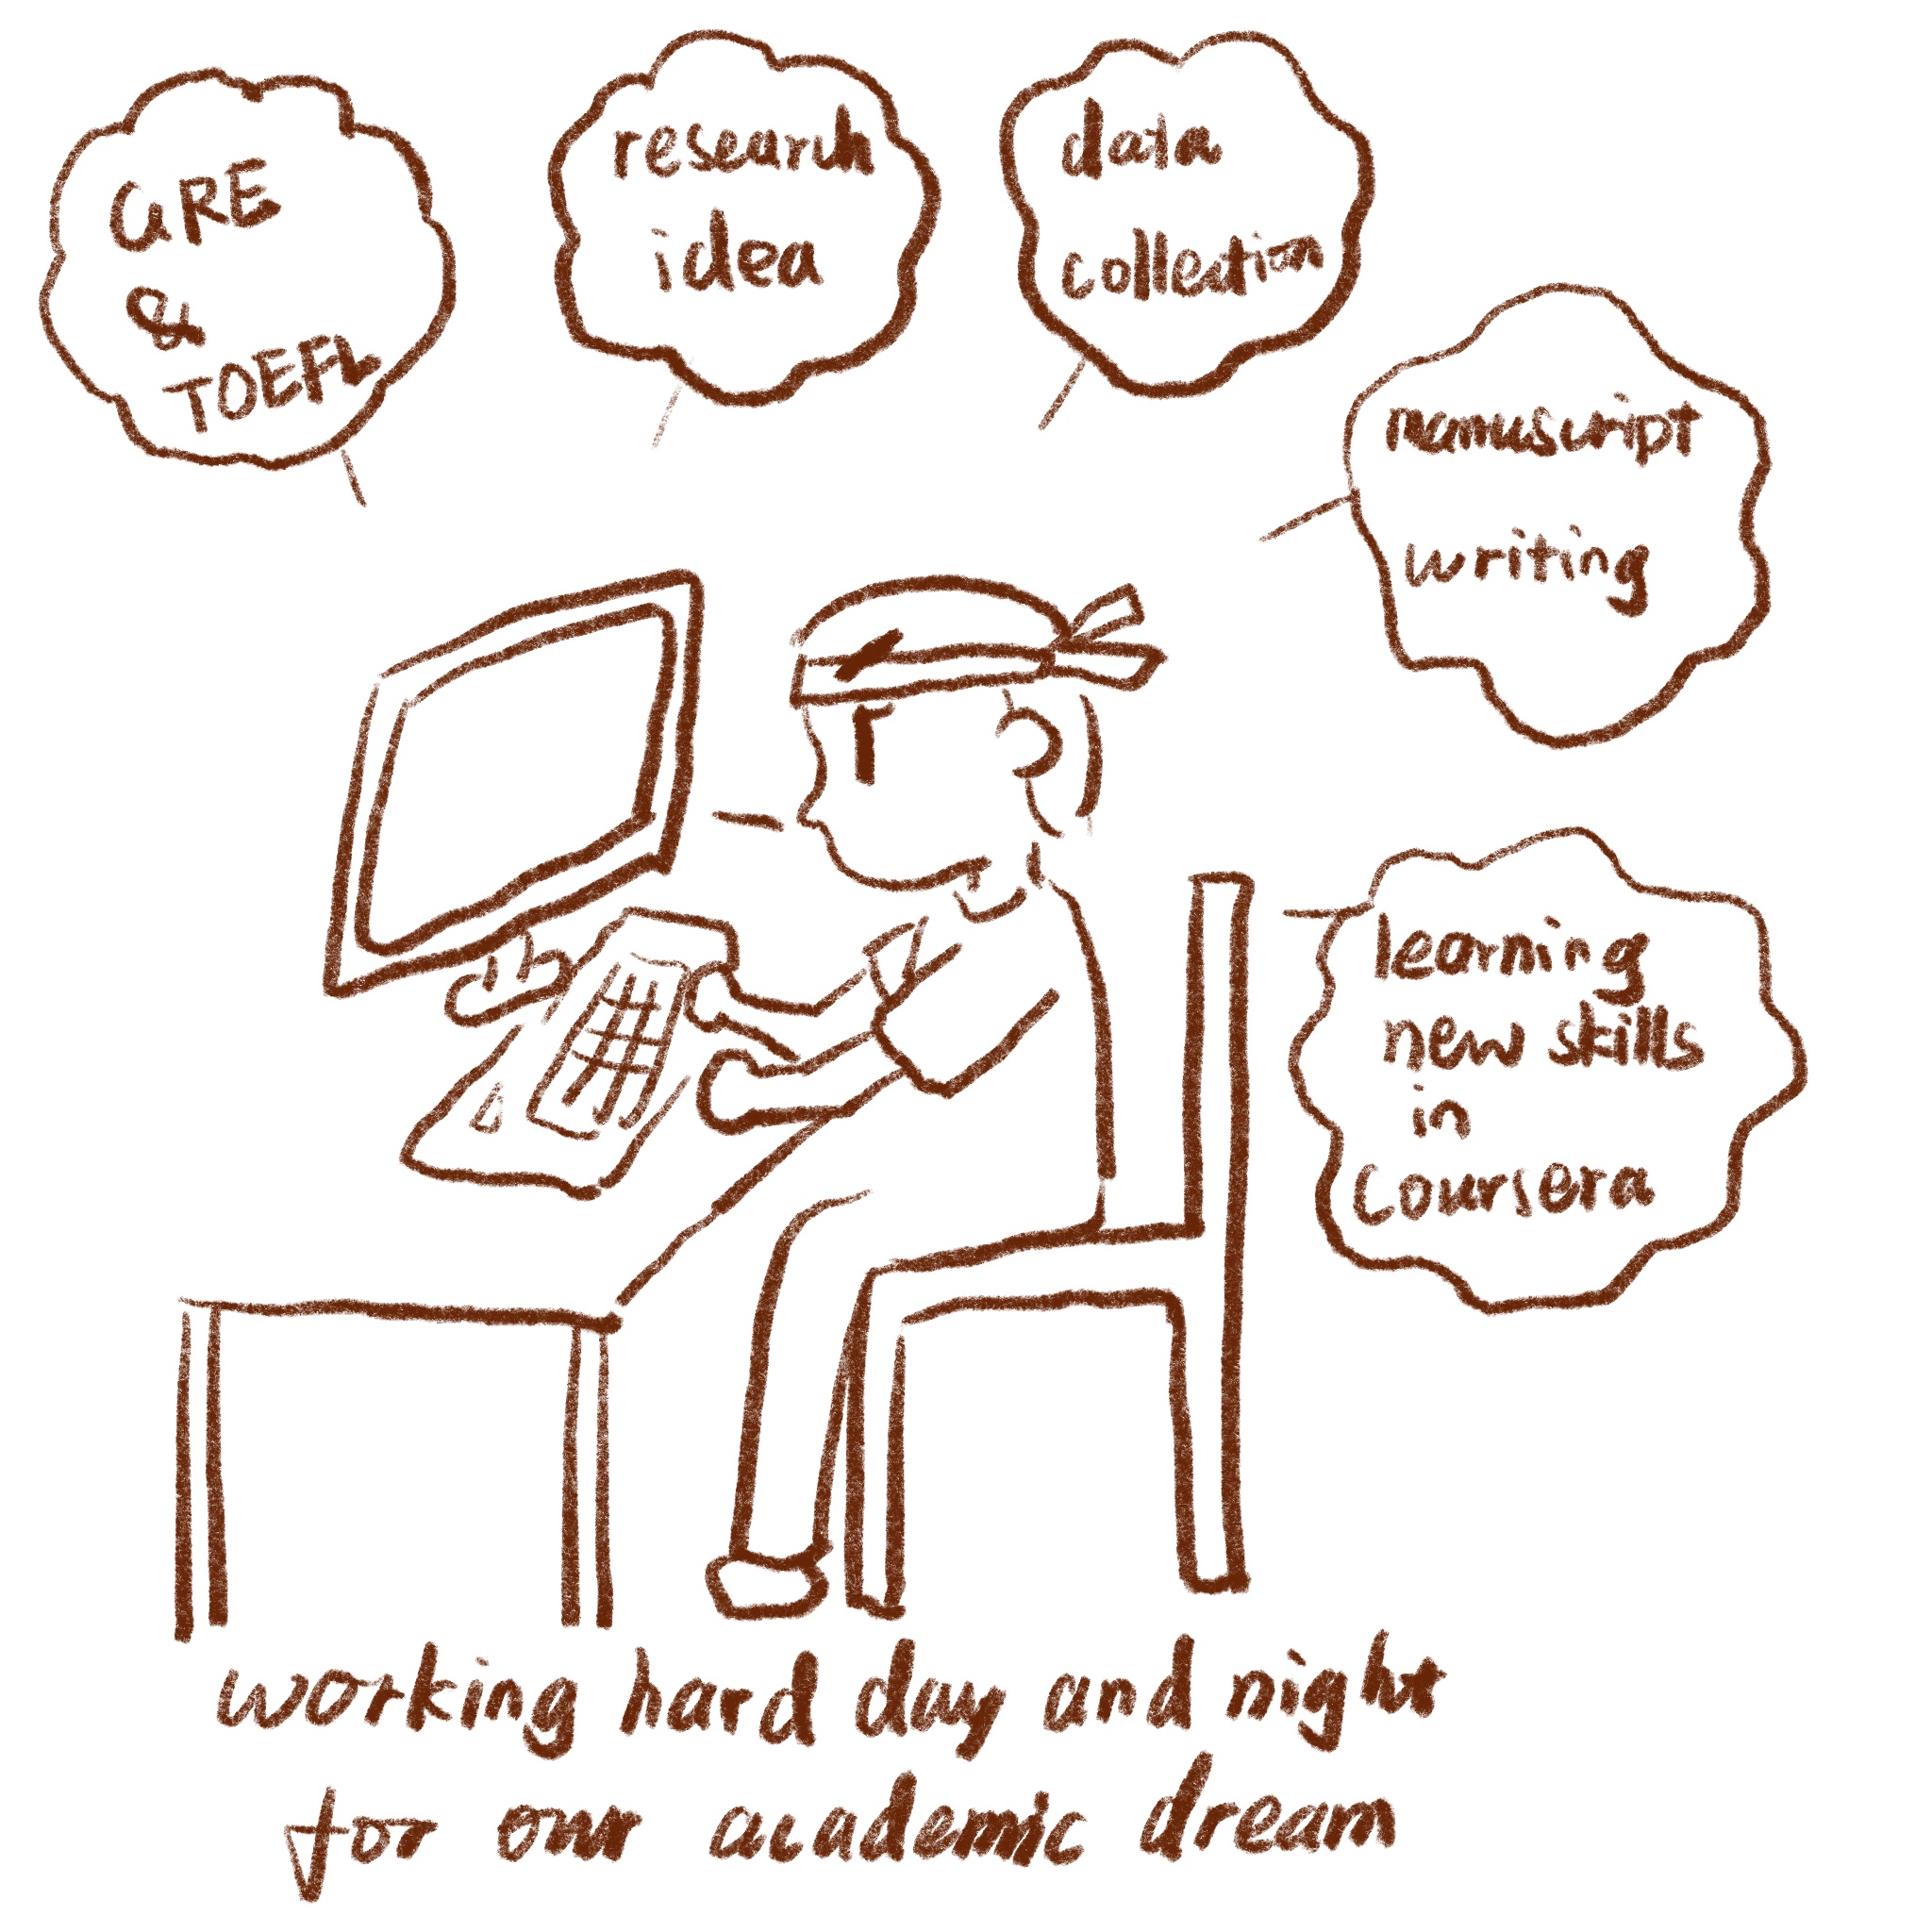 GRE
&
TOEFL
research
idea
data
collection
manuscript
writing
learning
new skills
in
coursera
working hard day and night
for our academic dream